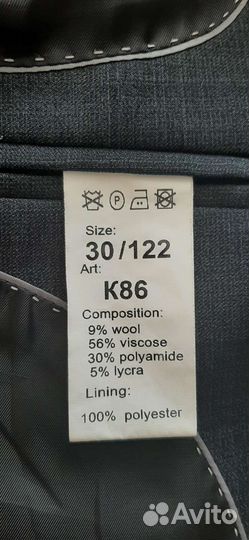 P
Size:
30/122
Art:
K86
Composition:
9% wool
56% viscose
30% polyamide
5% lycra
Lining:
100% polyester
Avito